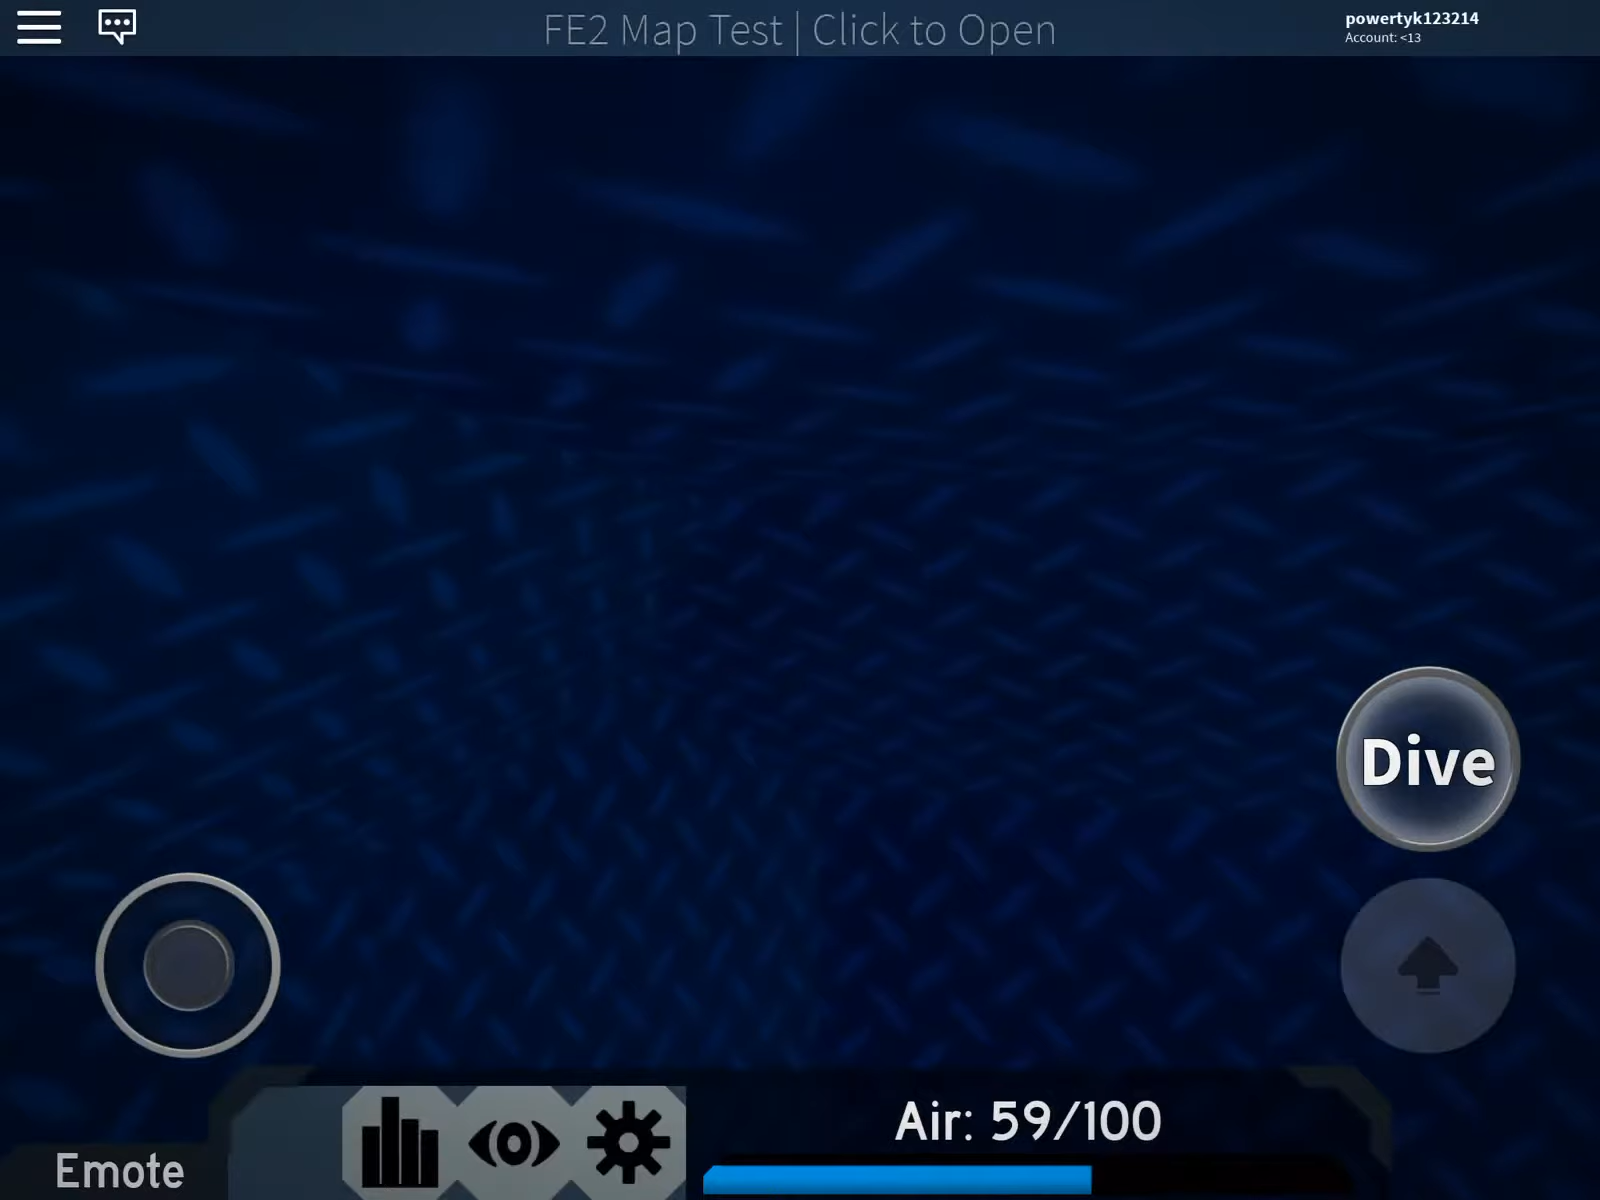 FE2 Map Test | Click to Open
powertyk123214
Account: <13
Dive
Air: 59/100
Emote